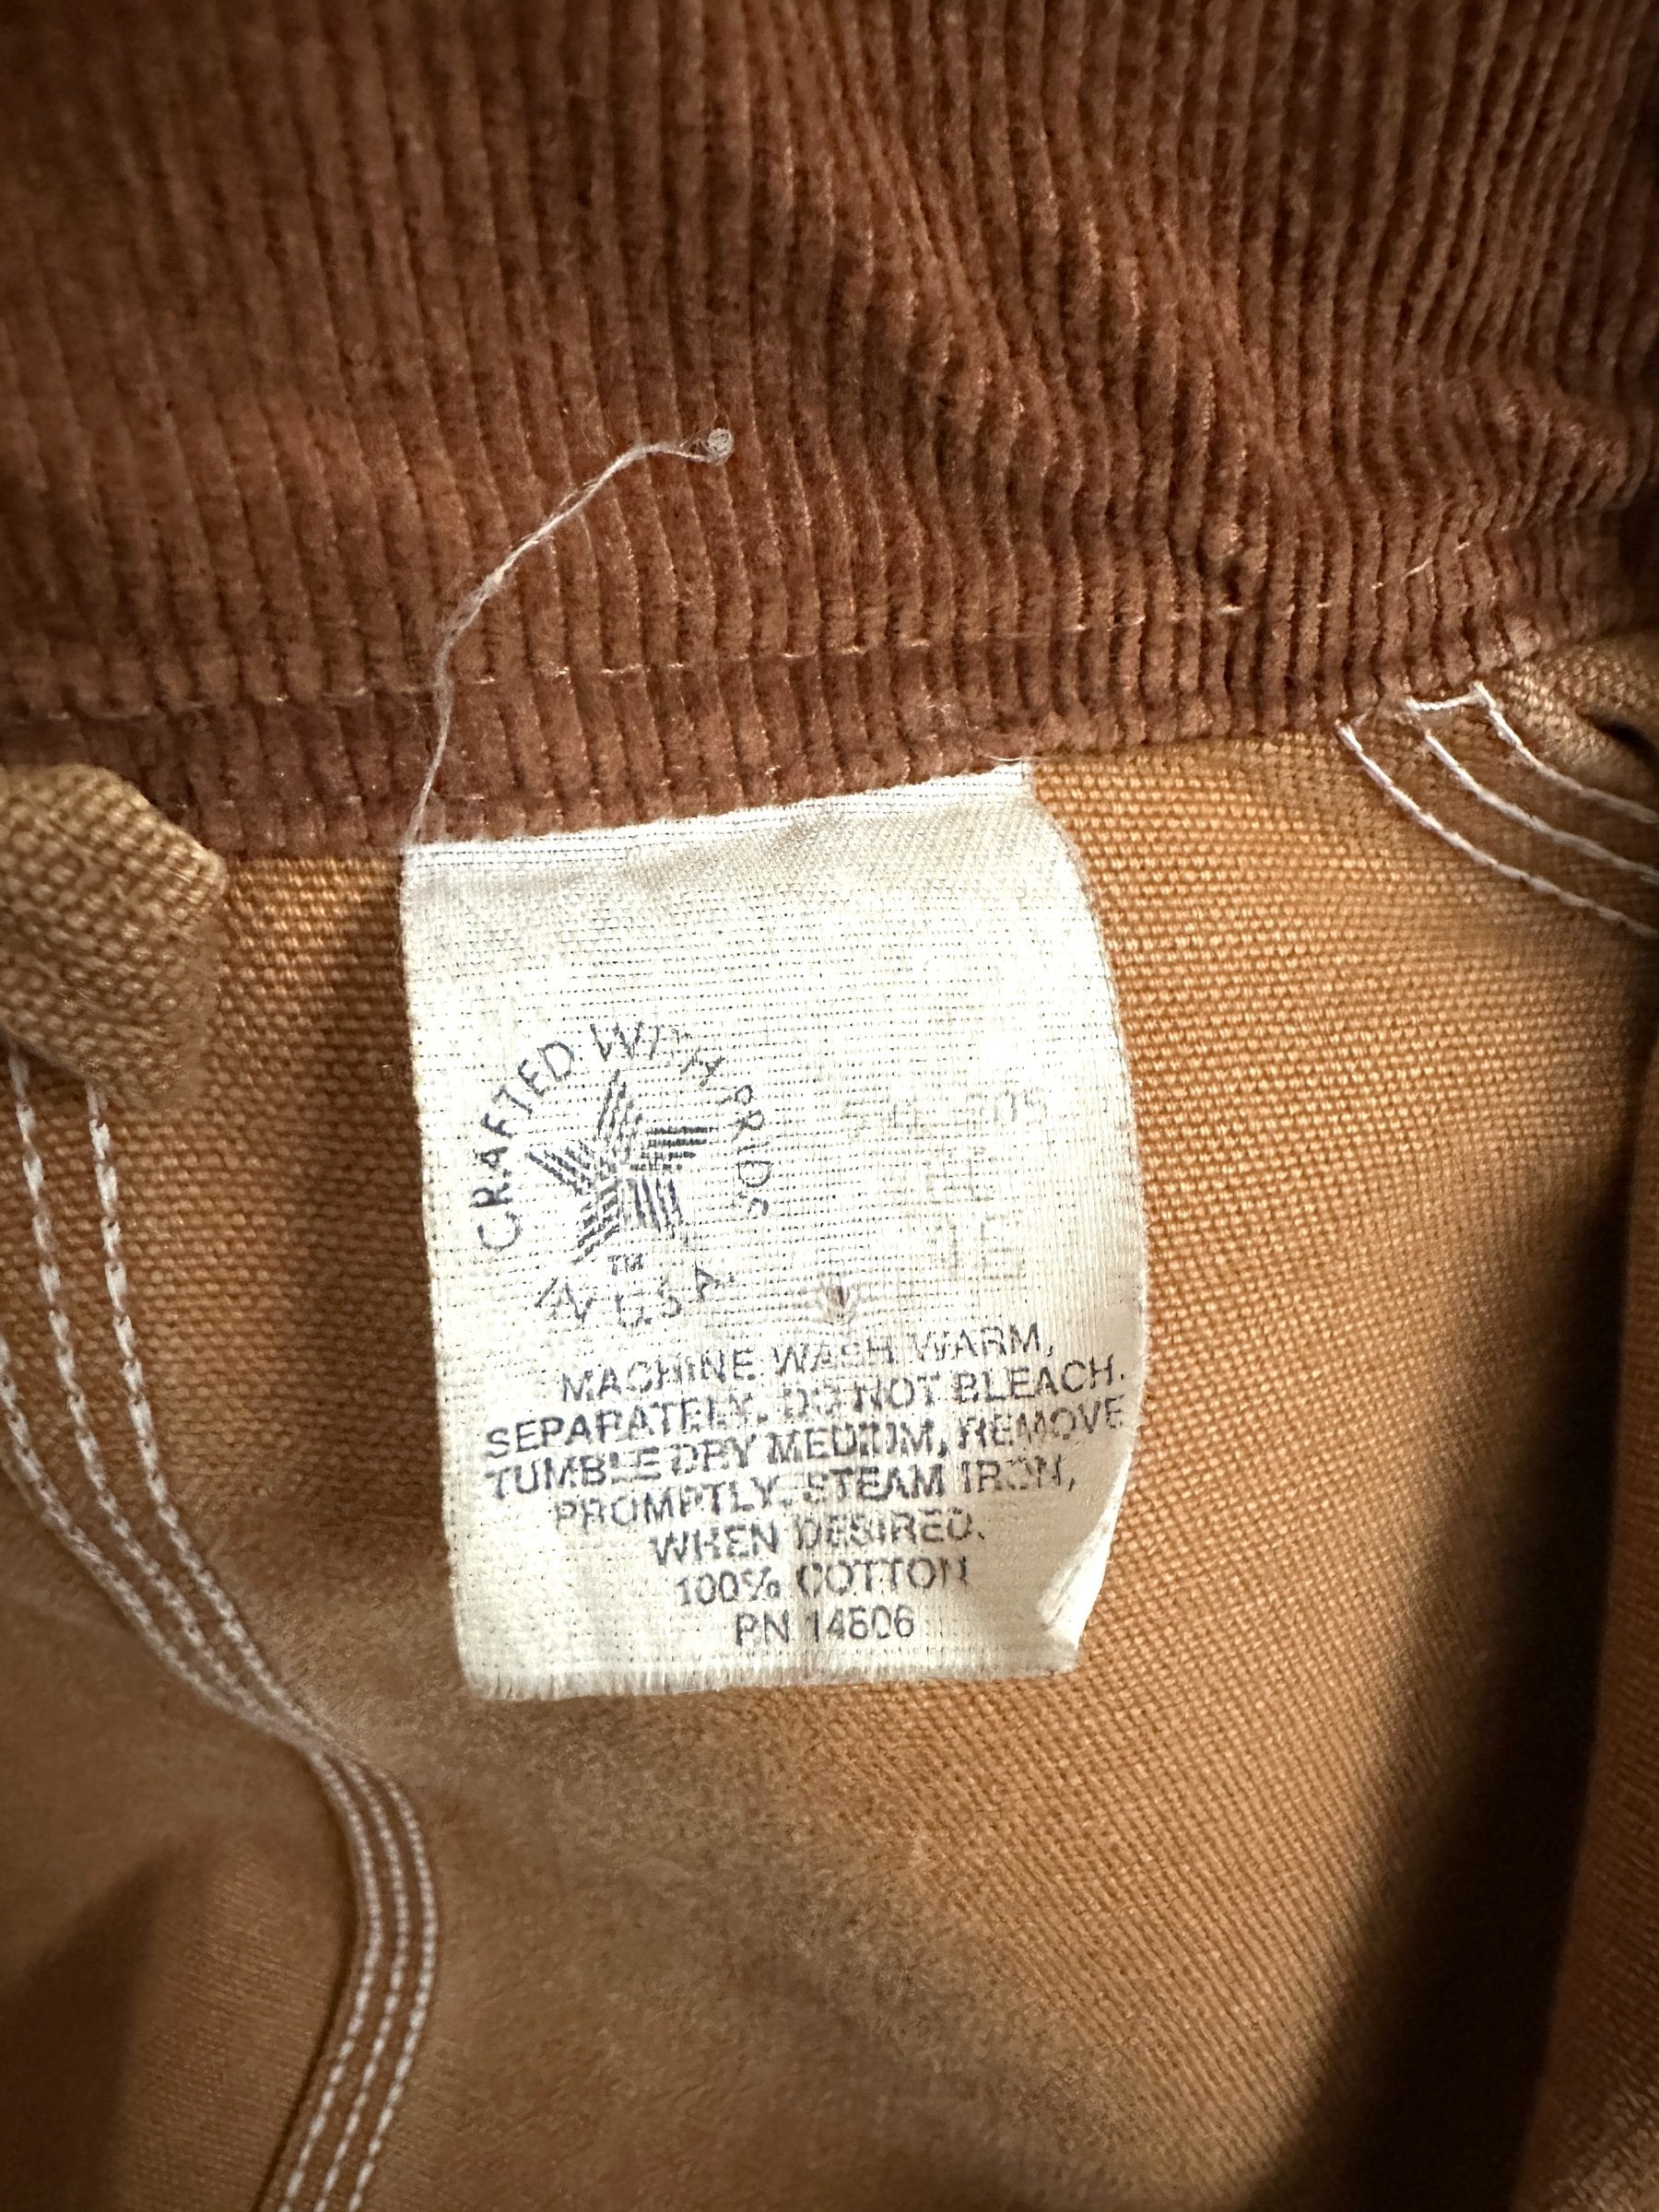 CRAFTED WITH PRIDE
IN U.S.A.
TM
MACHINE WASH WARM,
SEPARATELY. DO NOT BLEACH.
TUMBLE DRY MEDIUM, REMOVE
PROMPTLY. STEAM IRON,
WHEN DESIRED.
100% COTTON
PN 14506